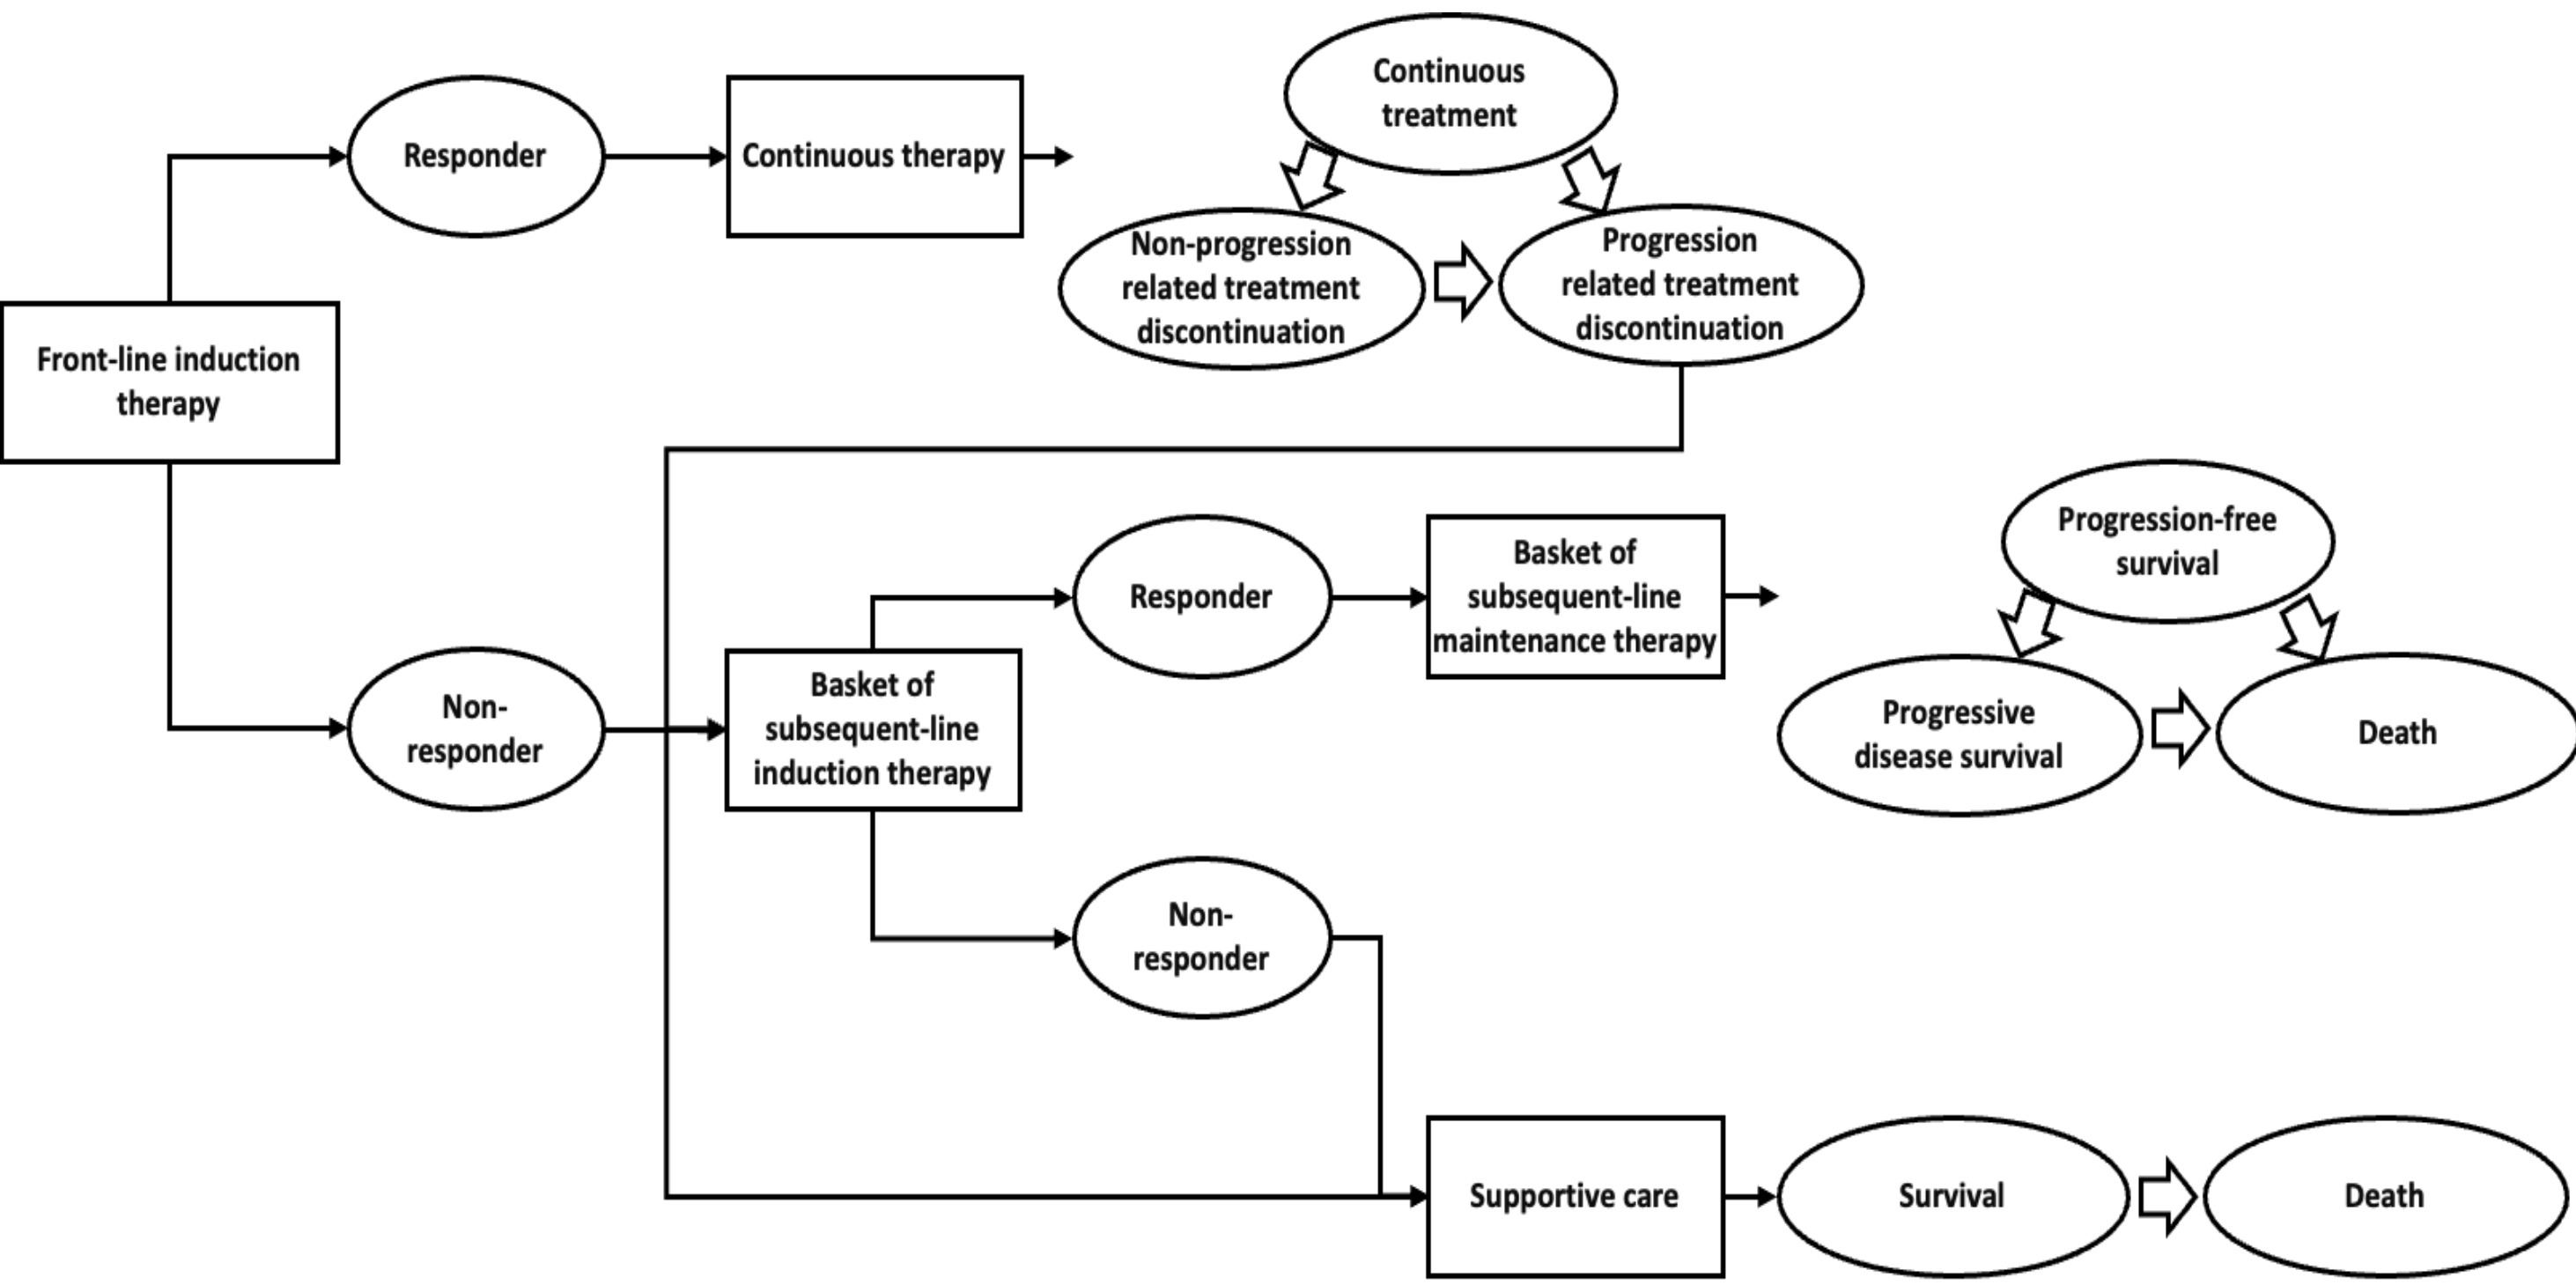 Continuous
treatment
Responder
Continuous therapy
Non-progression
related treatment
discontinuation
Progression
related treatment
discontinuation
Front-line induction
therapy
Progression-free
survival
Responder
Basket of
subsequent-line
maintenance therapy
Non-
responder
Basket of
subsequent-line
induction therapy
Progressive
disease survival
Death
Non-
responder
Supportive care
Survival
Death